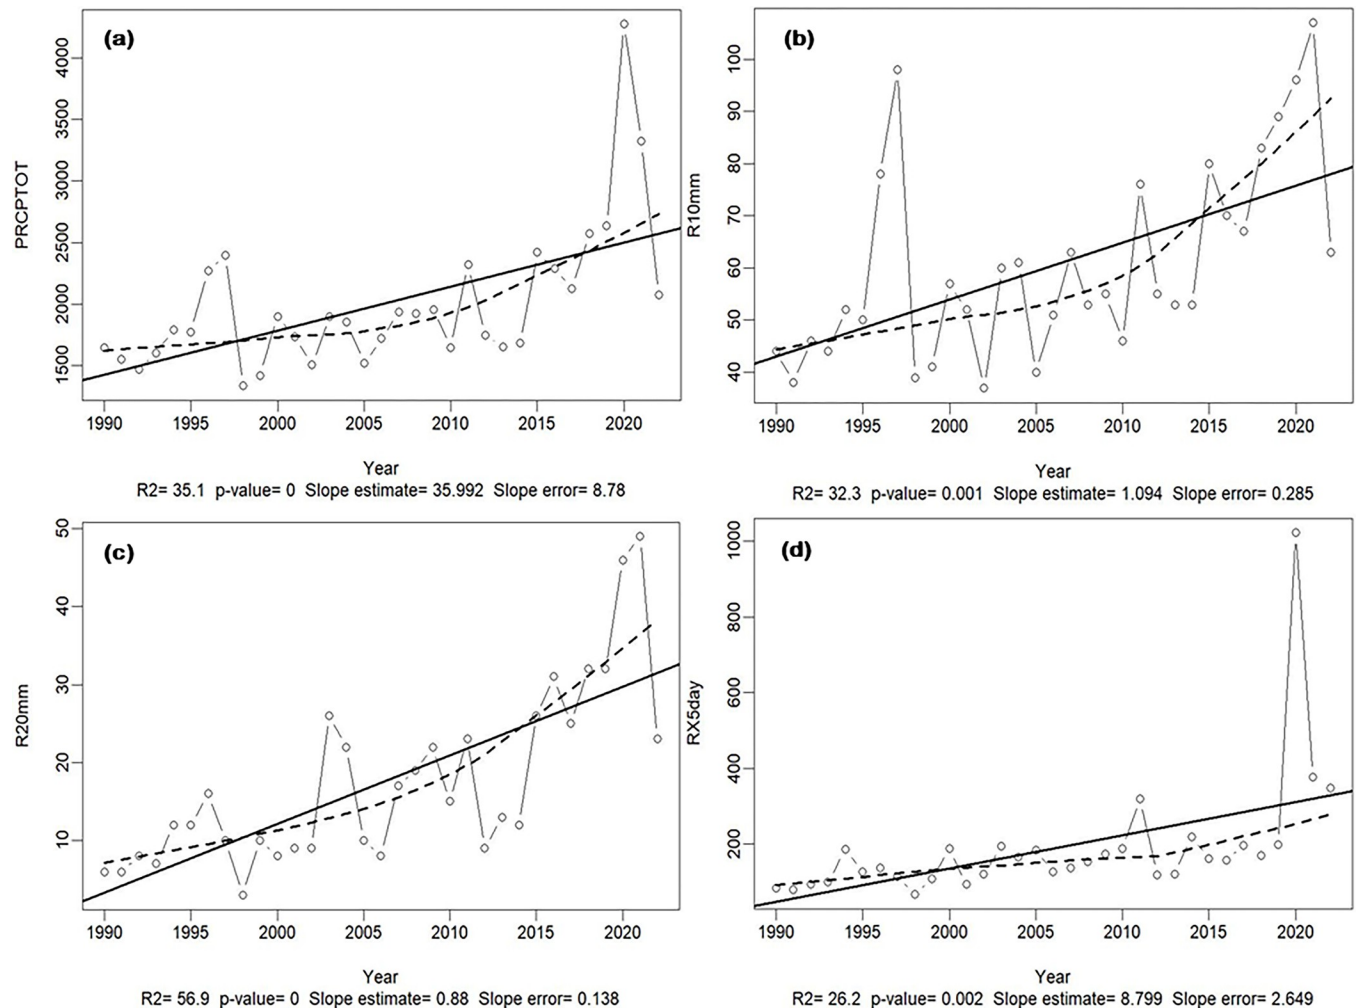 (a)
PRCPTOT
4000
3500
3000
2500
2000
1500
1990 1995 2000 2005 2010 2015 2020
Year
R2= 35.1 p-value= 0 Slope estimate= 35.992 Slope error= 8.78
(b)
R10mm
100
90
80
70
60
50
40
1990 1995 2000 2005 2010 2015 2020
Year
R2= 32.3 p-value= 0.001 Slope estimate= 1.094 Slope error= 0.285
(c)
R20mm
50
40
30
20
10
1990 1995 2000 2005 2010 2015 2020
Year
R2= 56.9 p-value= 0 Slope estimate= 0.88 Slope error= 0.138
(d)
RX5day
1000
800
600
400
200
1990 1995 2000 2005 2010 2015 2020
Year
R2= 26.2 p-value= 0.002 Slope estimate= 8.799 Slope error= 2.649